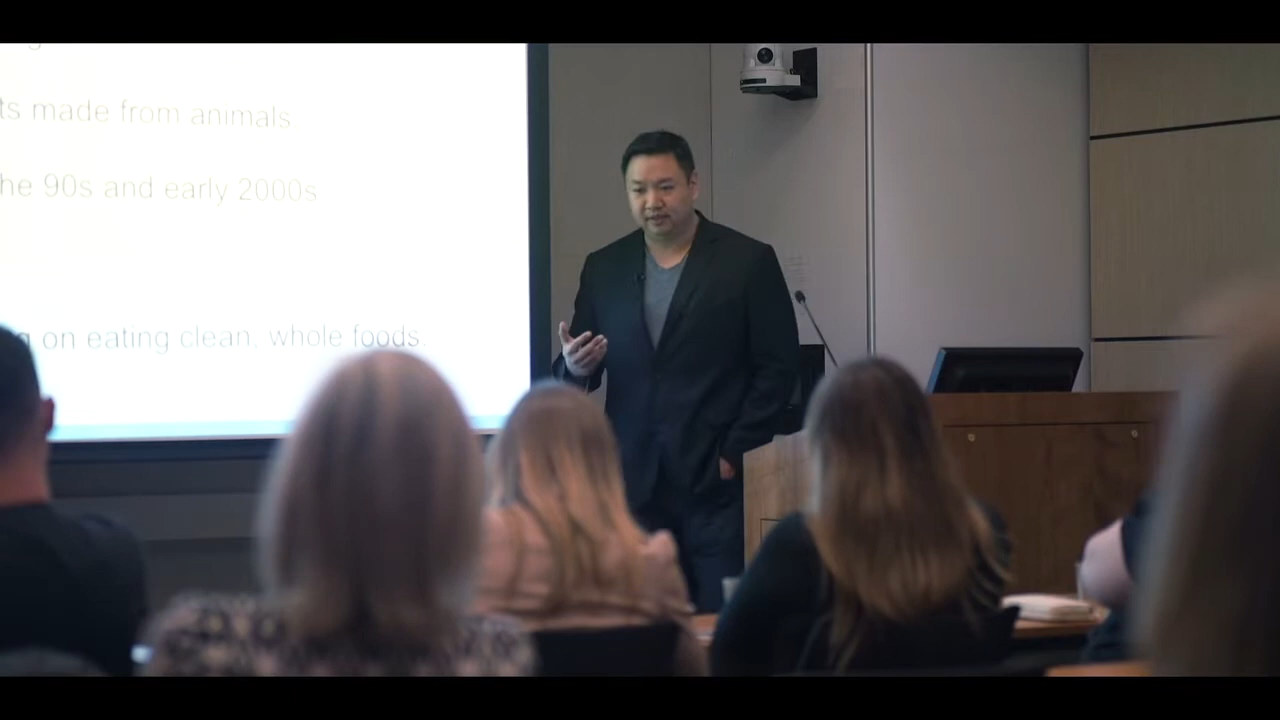 ts made from animals
he 90s and early 2000s
g on eating clean, whole foods.